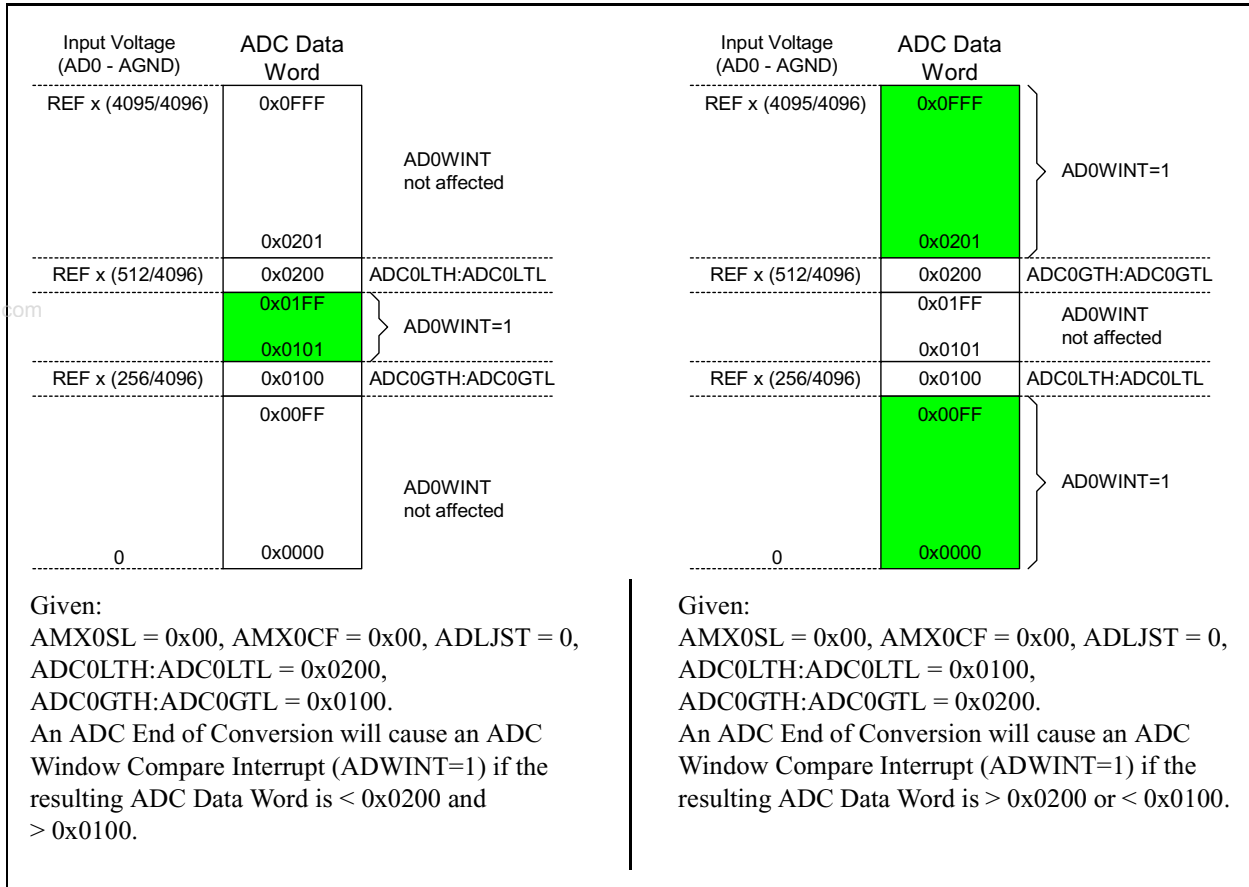 Input Voltage
(AD0 - AGND)
ADC Data
Word
REF x (4095/4096)
0x0FFF
AD0WINT
not affected
0x0201
REF x (512/4096)
0x0200
ADC0LTH:ADC0LTL
0x01FF
AD0WINT=1
0x0101
REF x (256/4096)
0x0100
ADC0GTH:ADC0GTL
0x00FF
AD0WINT
not affected
0
0x0000
Given:
AMX0SL = 0x00, AMX0CF = 0x00, ADLJST = 0,
ADC0LTH:ADC0LTL = 0x0200,
ADC0GTH:ADC0GTL = 0x0100.
An ADC End of Conversion will cause an ADC
Window Compare Interrupt (ADWINT=1) if the
resulting ADC Data Word is < 0x0200 and
> 0x0100.
Input Voltage
(AD0 - AGND)
ADC Data
Word
REF x (4095/4096)
0x0FFF
AD0WINT=1
0x0201
REF x (512/4096)
0x0200
ADC0GTH:ADC0GTL
0x01FF
AD0WINT
not affected
0x0101
REF x (256/4096)
0x0100
ADC0LTH:ADC0LTL
0x00FF
AD0WINT=1
0
0x0000
Given:
AMX0SL = 0x00, AMX0CF = 0x00, ADLJST = 0,
ADC0LTH:ADC0LTL = 0x0100,
ADC0GTH:ADC0GTL = 0x0200.
An ADC End of Conversion will cause an ADC
Window Compare Interrupt (ADWINT=1) if the
resulting ADC Data Word is > 0x0200 or < 0x0100.
com